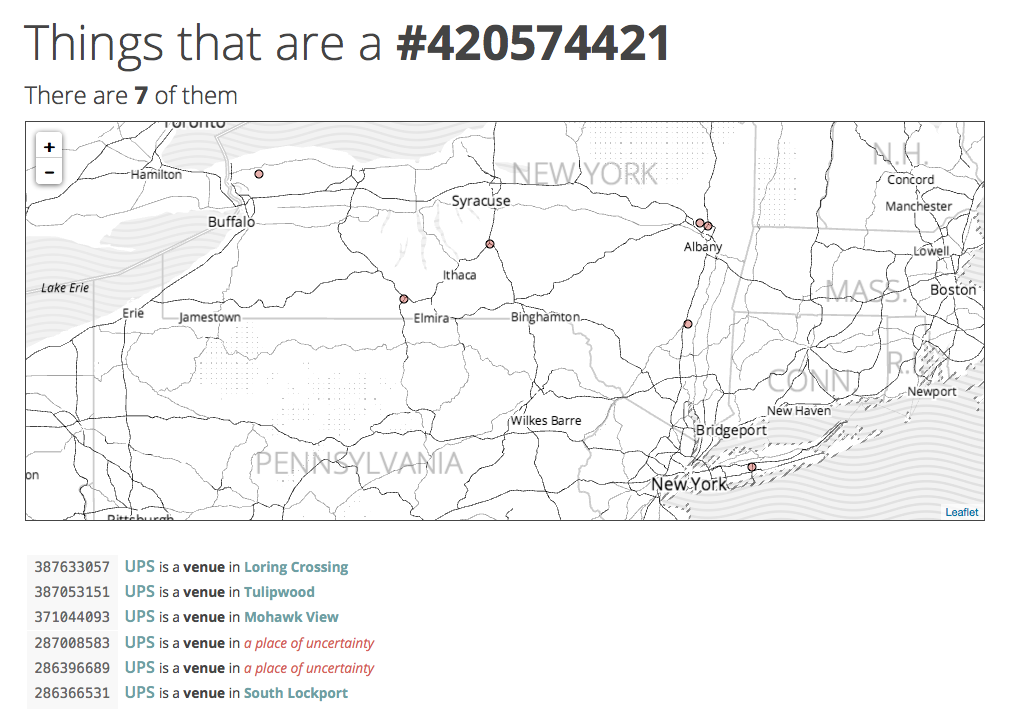 Things that are a #420574421
There are 7 of them
+
−
Toronto
Hamilton
Buffalo
Syracuse
NEW YORK
N.H.
Concord
Manchester
Albany
Lowell
Ithaca
Lake Erie
MASS.
Boston
Erie
Jamestown
Elmira
Binghamton
R.I.
CONN.
Newport
New Haven
Wilkes Barre
Bridgeport
PENNSYLVANIA
on
New York
Pittsburgh
Leaflet
387633057 UPS is a venue in Loring Crossing
387053151 UPS is a venue in Tulipwood
371044093 UPS is a venue in Mohawk View
287008583 UPS is a venue in a place of uncertainty
286396689 UPS is a venue in a place of uncertainty
286366531 UPS is a venue in South Lockport